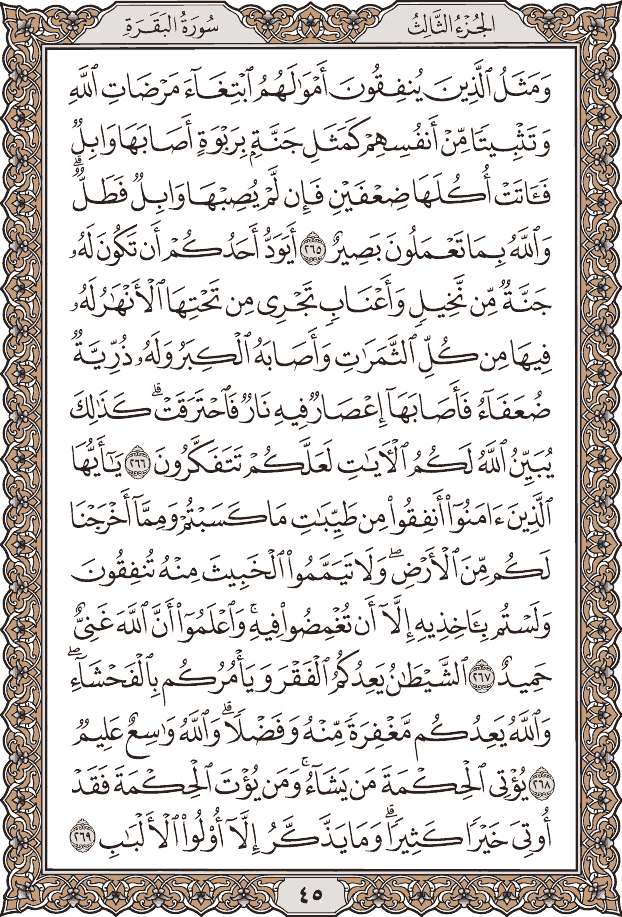 الجُزْءُ الثَّالِثُ
سُورَةُ البَقَرَةِ
وَمَثَلُ ٱلَّذِينَ يُنفِقُونَ أَمْوَٰلَهُمُ ٱبْتِغَآءَ مَرْضَاتِ ٱللَّهِ
وَتَثْبِيتًا مِّنْ أَنفُسِهِمْ كَمَثَلِ جَنَّةٍۭ بِرَبْوَةٍ أَصَابَهَا وَابِلٌ
فَـَٔاتَتْ أُكُلَهَا ضِعْفَيْنِ فَإِن لَّمْ يُصِبْهَا وَابِلٌ فَطَلٌّۗ
وَٱللَّهُ بِمَا تَعْمَلُونَ بَصِيرٌ ٢٦٥ أَيَوَدُّ أَحَدُكُمْ أَن تَكُونَ لَهُۥ
جَنَّةٌ مِّن نَّخِيلٍ وَأَعْنَابٍ تَجْرِى مِن تَحْتِهَا ٱلْأَنْهَٰرُ لَهُۥ
فِيهَا مِن كُلِّ ٱلثَّمَرَٰتِ وَأَصَابَهُ ٱلْكِبَرُ وَلَهُۥ ذُرِّيَّةٌ
ضُعَفَآءُ فَأَصَابَهَآ إِعْصَارٌ فِيهِ نَارٌ فَٱحْتَرَقَتْۗ كَذَٰلِكَ
يُبَيِّنُ ٱللَّهُ لَكُمُ ٱلْـَٔايَٰتِ لَعَلَّكُمْ تَتَفَكَّرُونَ ٢٦٦ يَٰٓأَيُّهَا
ٱلَّذِينَ ءَامَنُوٓا۟ أَنفِقُوا۟ مِن طَيِّبَٰتِ مَا كَسَبْتُمْ وَمِمَّآ أَخْرَجْنَا
لَكُم مِّنَ ٱلْأَرْضِۖ وَلَا تَيَمَّمُوا۟ ٱلْخَبِيثَ مِنْهُ تُنفِقُونَ
وَلَسْتُم بِـَٔاخِذِيهِ إِلَّآ أَن تُغْمِضُوا۟ فِيهِۚ وَٱعْلَمُوٓا۟ أَنَّ ٱللَّهَ غَنِىٌّ
حَمِيدٌ ٢٦٧ ٱلشَّيْطَٰنُ يَعِدُكُمُ ٱلْفَقْرَ وَيَأْمُرُكُم بِٱلْفَحْشَآءِۖ
وَٱللَّهُ يَعِدُكُم مَّغْفِرَةً مِّنْهُ وَفَضْلًاۗ وَٱللَّهُ وَٰسِعٌ عَلِيمٌ
٢٦٨ يُؤْتِى ٱلْحِكْمَةَ مَن يَشَآءُۚ وَمَن يُؤْتَ ٱلْحِكْمَةَ فَقَدْ
أُوتِىَ خَيْرًا كَثِيرًاۗ وَمَا يَذَّكَّرُ إِلَّآ أُو۟لُوا۟ ٱلْأَلْبَٰبِ ٢٦٩
٤٥